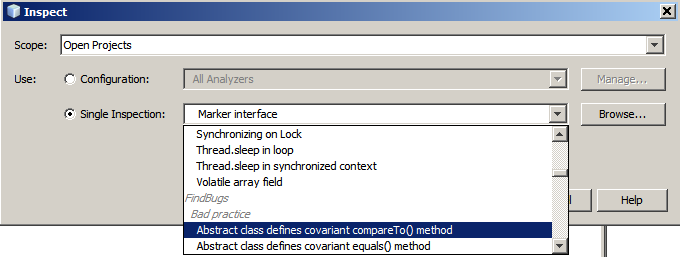 Inspect
Scope: Open Projects
Use: Configuration: All Analyzers Manage...
Single Inspection: Marker interface Browse...
Synchronizing on Lock
Thread.sleep in loop
Thread.sleep in synchronized context
Volatile array field
FindBugs
Bad practice
Help
Abstract class defines covariant compareTo() method
Abstract class defines covariant equals() method